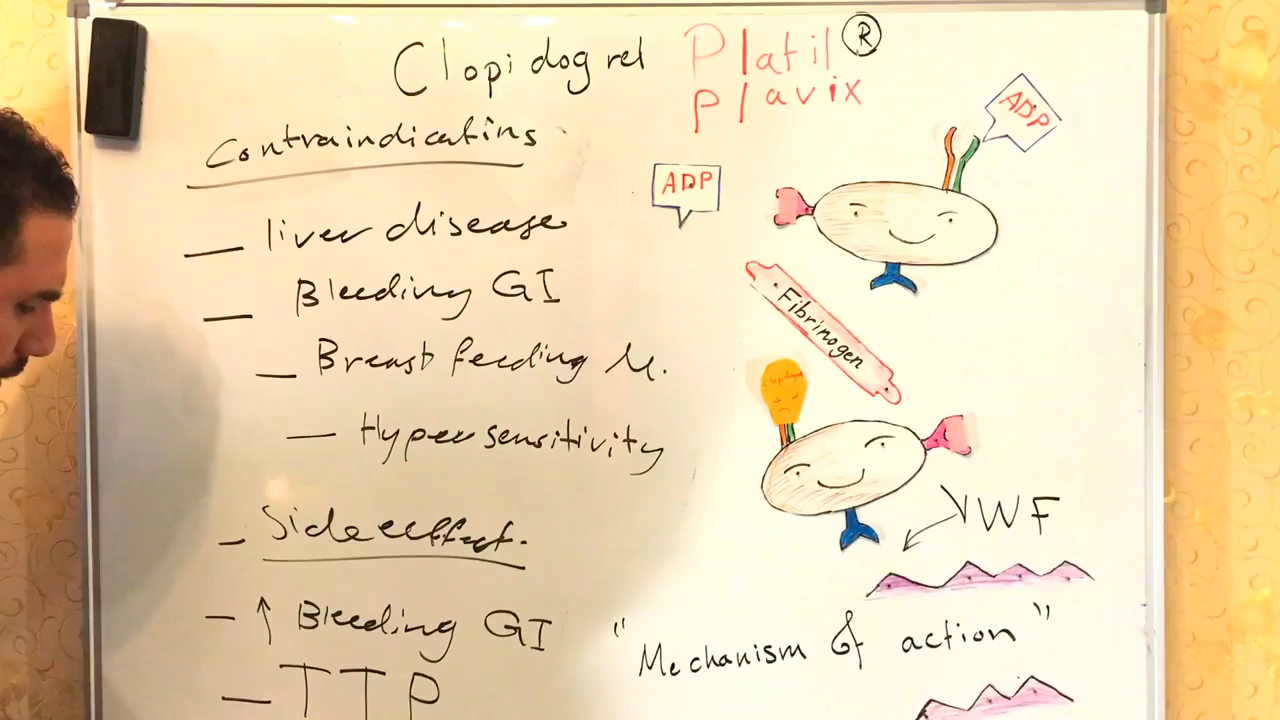 Clopidogrel Platil®
plavix
Contraindicatins
ADP
ADP
— liver disease
— Bleeding GI
Fibrinogen
— Breast feeding M.
— Hypersensitivity
VWF
— Side effect.
— ↑ Bleeding GI
"Mechanism of action"
— TTP